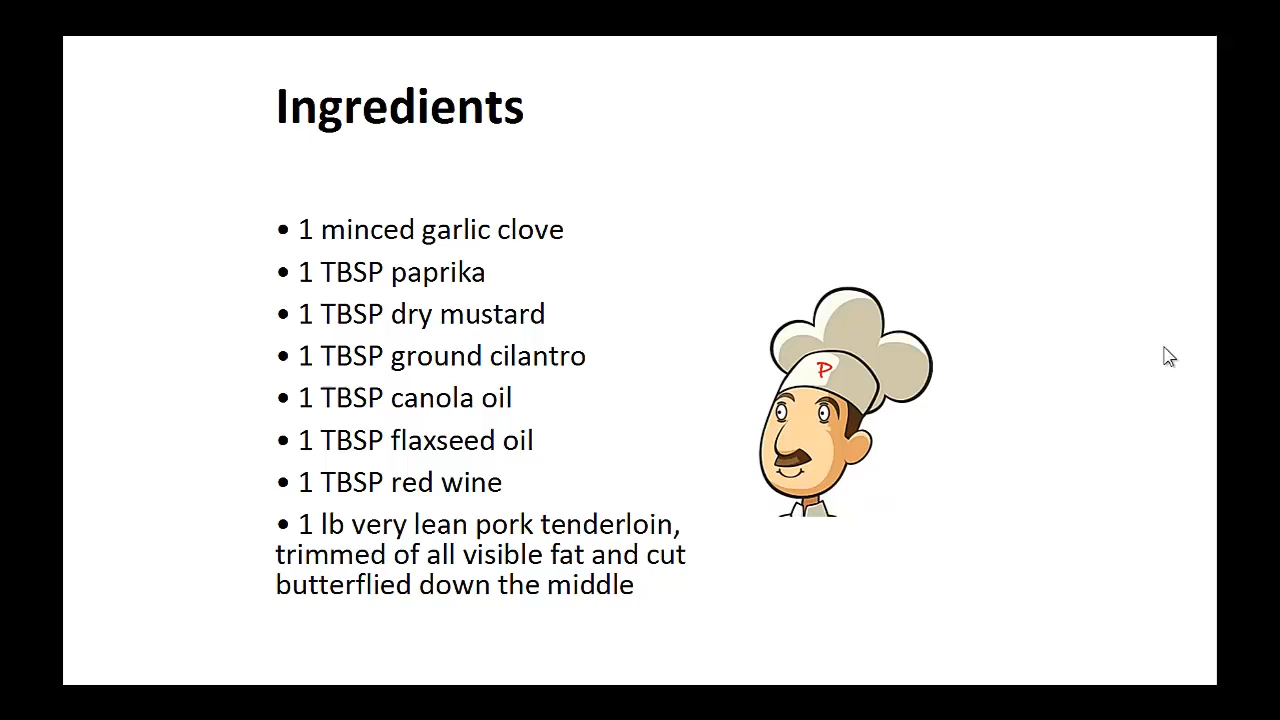 Ingredients
• 1 minced garlic clove
• 1 TBSP paprika
• 1 TBSP dry mustard
• 1 TBSP ground cilantro
• 1 TBSP canola oil
• 1 TBSP flaxseed oil
• 1 TBSP red wine
• 1 lb very lean pork tenderloin,
trimmed of all visible fat and cut
butterflied down the middle
P